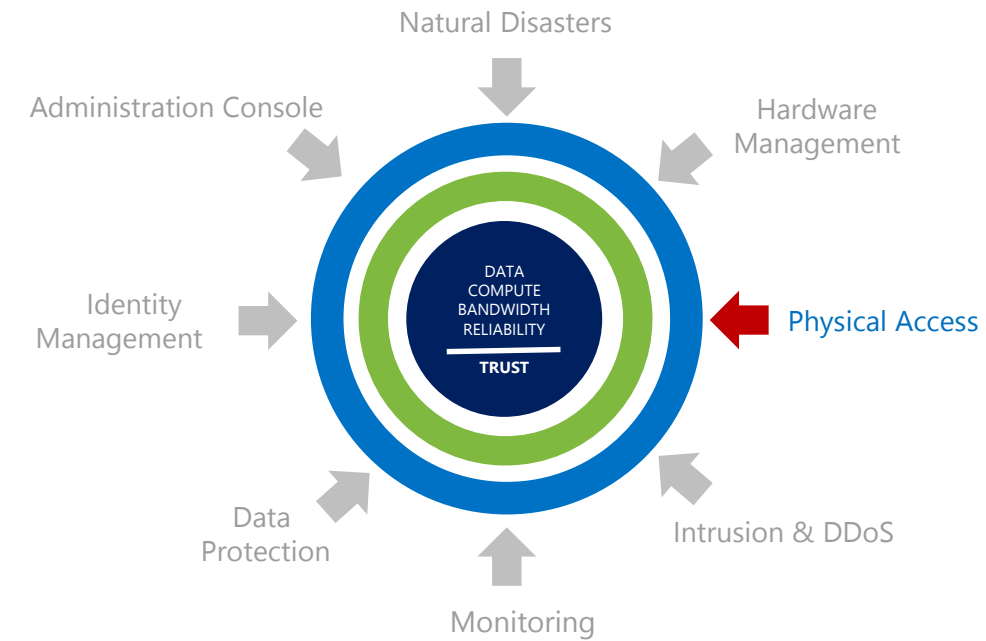 Natural Disasters
Administration Console
Hardware
Management
Identity
Management
DATA
COMPUTE
BANDWIDTH
RELIABILITY
TRUST
Physical Access
Data
Protection
Intrusion & DDoS
Monitoring